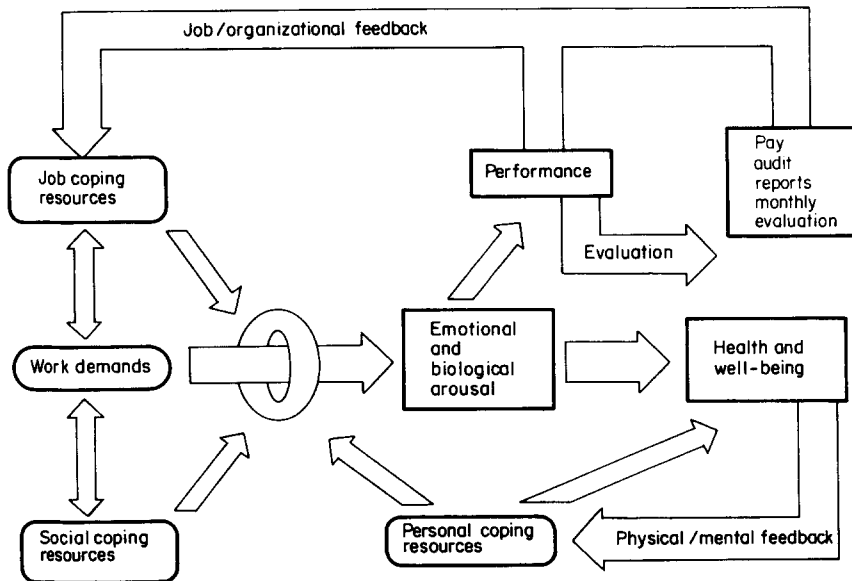 Job/organizational feedback
Job coping
resources
Performance
Pay
audit
reports
monthly
evaluation
Evaluation
Work demands
Emotional
and
biological
arousal
Health and
well-being
Social coping
resources
Personal coping
resources
Physical/mental feedback